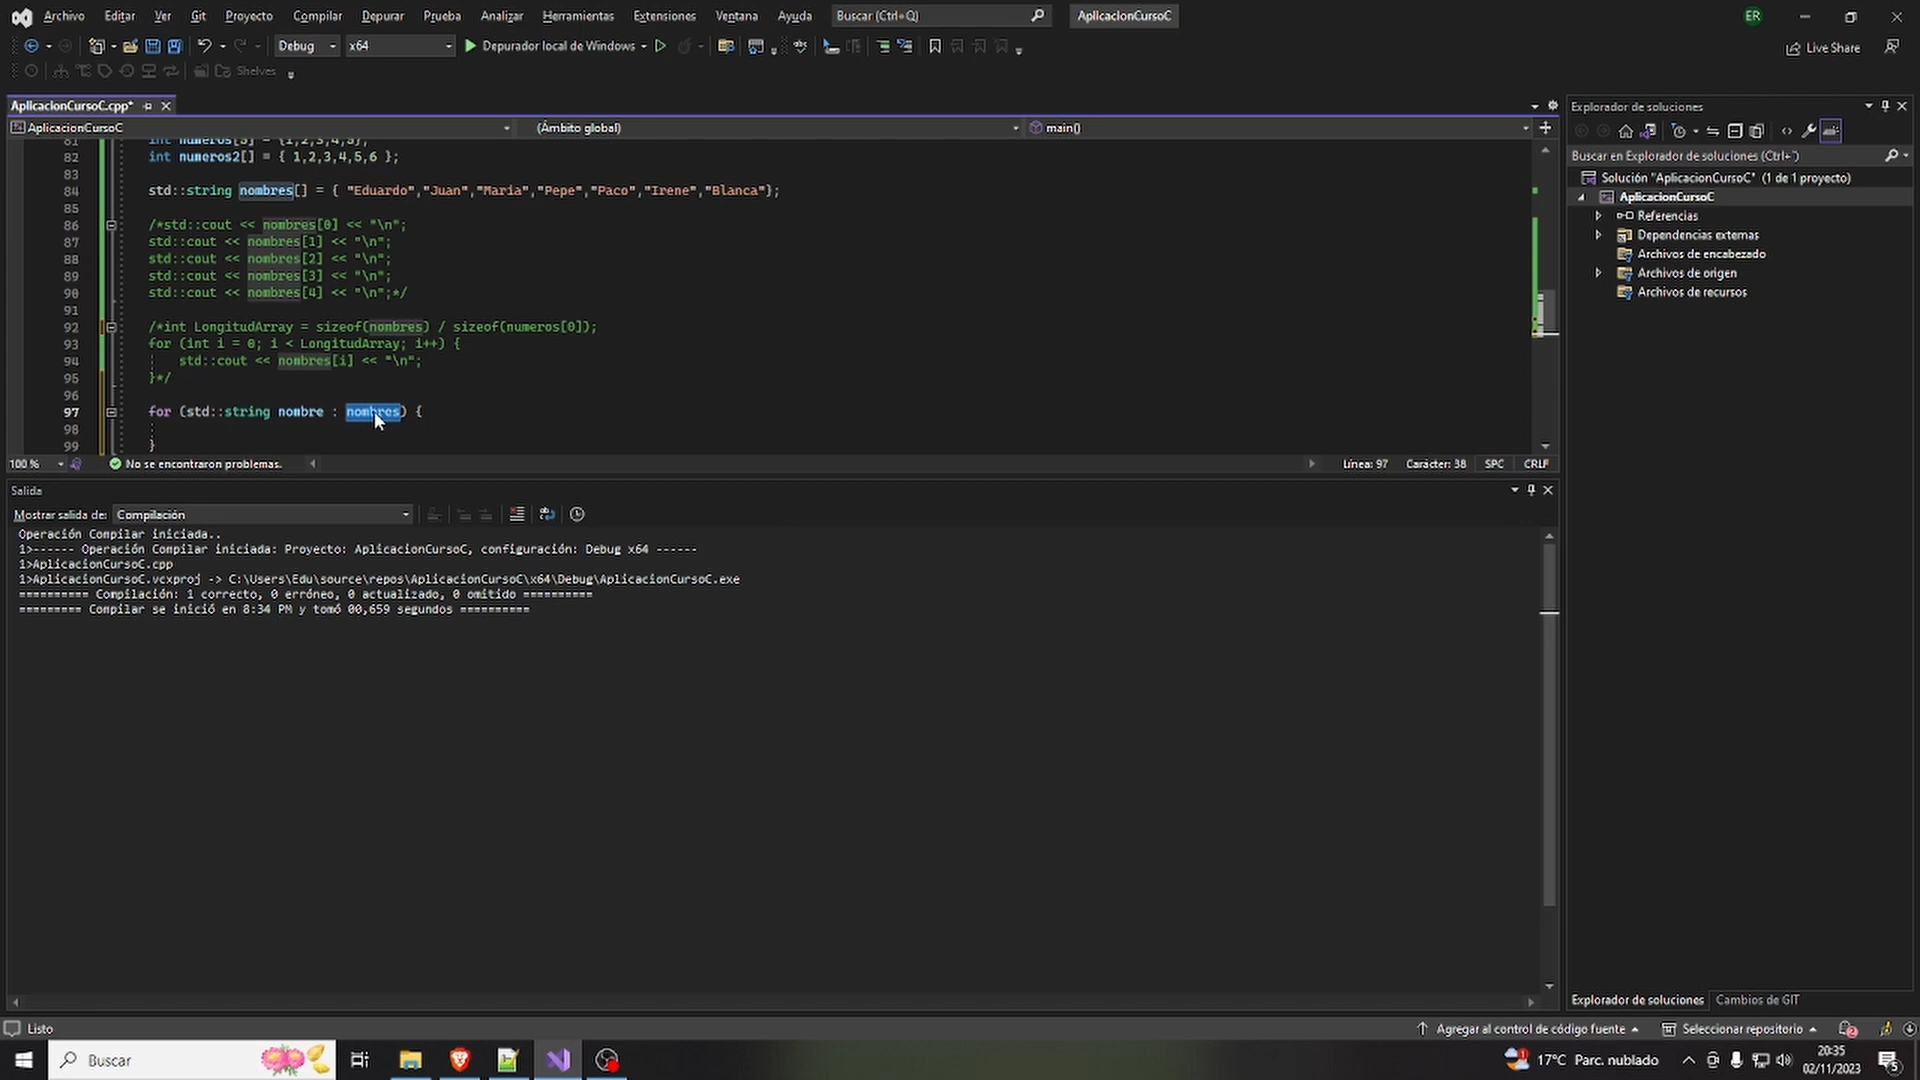 Archivo Editar Ver Git Proyecto Compilar Depurar Prueba Analizar Herramientas Extensiones Ventana Ayuda Buscar (Ctrl+Q) AplicacionCursoC ER
Debug x64 Depurador local de Windows Live Share
Shelves
AplicacionCursoC.cpp*
AplicacionCursoC (Ámbito global) main()
81 int numeros[5] = {1,2,3,4,5};
82 int numeros2[] = { 1,2,3,4,5,6 };
83
84 std::string nombres[] = { "Eduardo","Juan","Maria","Pepe","Paco","Irene","Blanca"};
85
86 /*std::cout << nombres[0] << "\n";
87 std::cout << nombres[1] << "\n";
88 std::cout << nombres[2] << "\n";
89 std::cout << nombres[3] << "\n";
90 std::cout << nombres[4] << "\n";*/
91
92 /*int LongitudArray = sizeof(nombres) / sizeof(numeros[0]);
93 for (int i = 0; i < LongitudArray; i++) {
94 std::cout << nombres[i] << "\n";
95 }*/
96
97 for (std::string nombre : nombres) {
98
99 }
100 % No se encontraron problemas. Línea: 97 Carácter: 38 SPC CRLF
Salida
Mostrar salida de: Compilación
Operación Compilar iniciada..
1>------ Operación Compilar iniciada: Proyecto: AplicacionCursoC, configuración: Debug x64 ------
1>AplicacionCursoC.cpp
1>AplicacionCursoC.vcxproj -> C:\Users\Edu\source\repos\AplicacionCursoC\x64\Debug\AplicacionCursoC.exe
========== Compilación: 1 correcto, 0 erróneo, 0 actualizado, 0 omitido ==========
========= Compilar se inició en 8:34 PM y tomó 00,659 segundos ==========
Explorador de soluciones
Buscar en Explorador de soluciones (Ctrl+¨)
Solución "AplicacionCursoC" (1 de 1 proyecto)
AplicacionCursoC
Referencias
Dependencias externas
Archivos de encabezado
Archivos de origen
Archivos de recursos
Explorador de soluciones Cambios de GIT
Listo Agregar al control de código fuente Seleccionar repositorio 2
Buscar 17°C Parc. nublado 20:35
02/11/2023 5